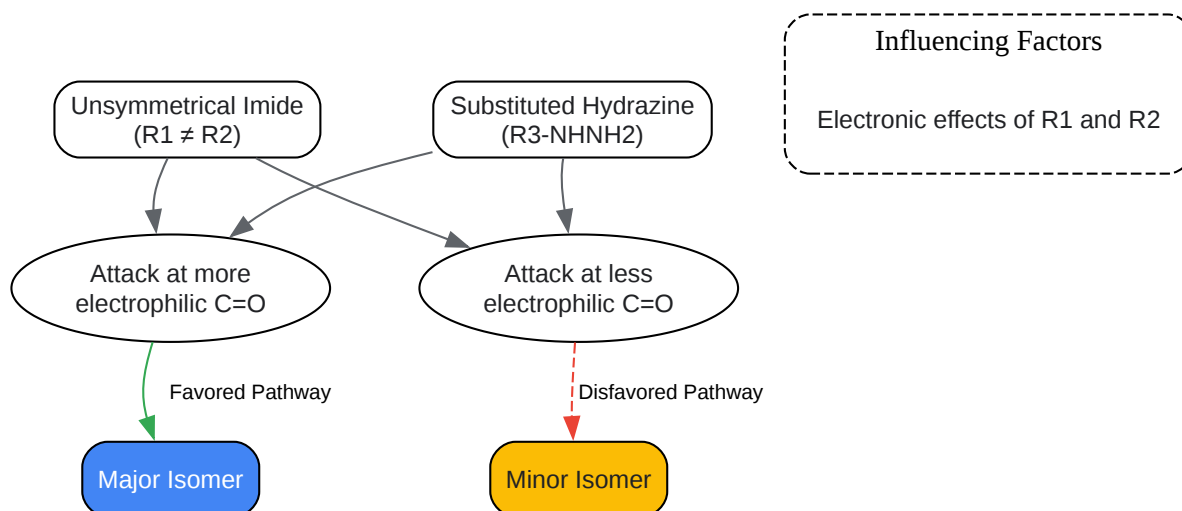 Influencing Factors
Electronic effects of R1 and R2
Unsymmetrical Imide
(R1 ≠ R2)
Substituted Hydrazine
(R3-NHNH2)
Attack at more
electrophilic C=O
Attack at less
electrophilic C=O
Favored Pathway
Disfavored Pathway
Major Isomer
Minor Isomer